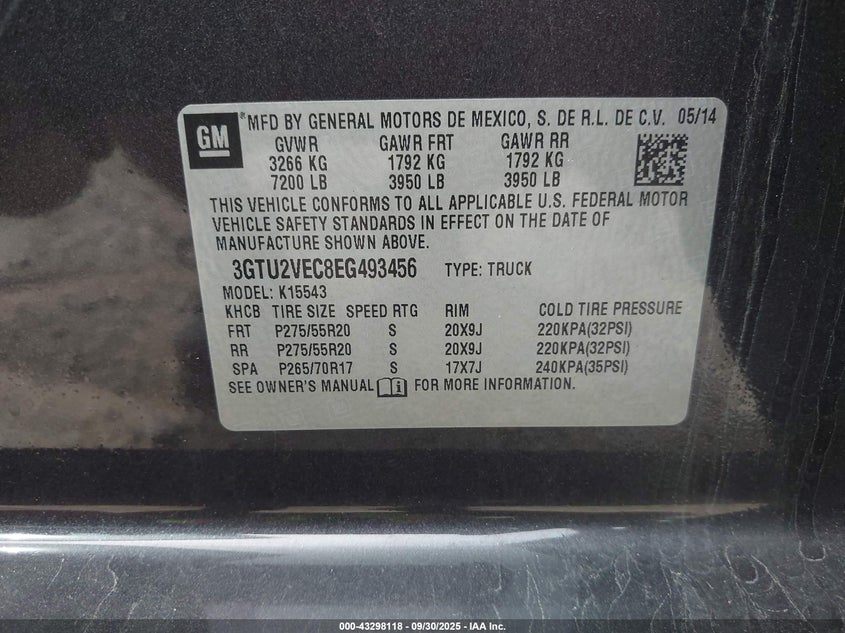 GM
® MFD BY GENERAL MOTORS DE MEXICO, S. DE R.L. DE C.V. 05/14
GVWR GAWR FRT GAWR RR
3266 KG 1792 KG 1792 KG
7200 LB 3950 LB 3950 LB
THIS VEHICLE CONFORMS TO ALL APPLICABLE U.S. FEDERAL MOTOR
VEHICLE SAFETY STANDARDS IN EFFECT ON THE DATE OF
MANUFACTURE SHOWN ABOVE.
3GTU2VEC8EG493456 TYPE: TRUCK
MODEL: K15543
KHCB TIRE SIZE SPEED RTG RIM COLD TIRE PRESSURE
FRT P275/55R20 S 20X9J 220KPA(32PSI)
RR P275/55R20 S 20X9J 220KPA(32PSI)
SPA P265/70R17 S 17X7J 240KPA(35PSI)
SEE OWNER'S MANUAL FOR MORE INFORMATION.
000-43298118 - 09/30/2025 - IAA Inc.